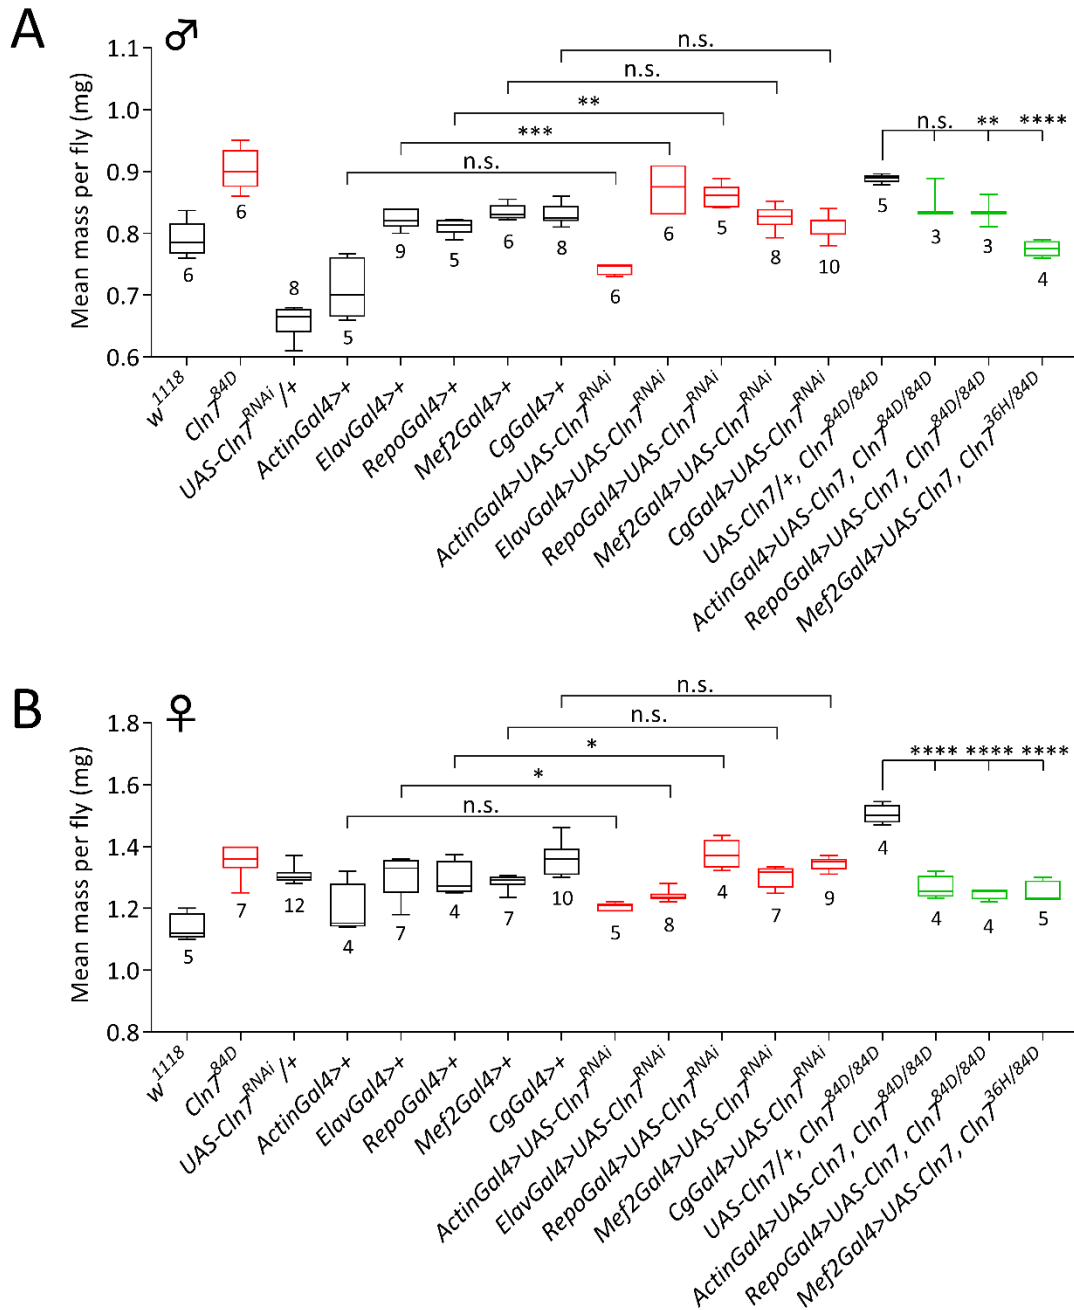 A ♂
n.s.
n.s.
**
***
n.s.
n.s. ** ****
Mean mass per fly (mg)
1.1
1.0
0.9
0.8
0.7
0.6
6
6
8
5
9
5
6
8
6
6
5
8
10
5
3
3
4
w1118
Cln784D
UAS-Cln7RNAi/+
ActinGal4>+
ElavGal4>+
RepoGal4>+
Mef2Gal4>+
CgGal4>+
ActinGal4>UAS-Cln7RNAi
ElavGal4>UAS-Cln7RNAi
RepoGal4>UAS-Cln7RNAi
Mef2Gal4>UAS-Cln7RNAi
CgGal4>UAS-Cln7RNAi
UAS-Cln7/+, Cln784D/84D
ActinGal4>UAS-Cln7, Cln784D/84D
RepoGal4>UAS-Cln7, Cln784D/84D
Mef2Gal4>UAS-Cln7, Cln736H/84D
B ♀
n.s.
n.s.
*
*
n.s.
**** **** ****
Mean mass per fly (mg)
1.8
1.6
1.4
1.2
1.0
0.8
5
7
12
4
7
4
7
10
5
8
4
7
9
4
4
4
5
w1118
Cln784D
UAS-Cln7RNAi/+
ActinGal4>+
ElavGal4>+
RepoGal4>+
Mef2Gal4>+
CgGal4>+
ActinGal4>UAS-Cln7RNAi
ElavGal4>UAS-Cln7RNAi
RepoGal4>UAS-Cln7RNAi
Mef2Gal4>UAS-Cln7RNAi
CgGal4>UAS-Cln7RNAi
UAS-Cln7/+, Cln784D/84D
ActinGal4>UAS-Cln7, Cln784D/84D
RepoGal4>UAS-Cln7, Cln784D/84D
Mef2Gal4>UAS-Cln7, Cln736H/84D